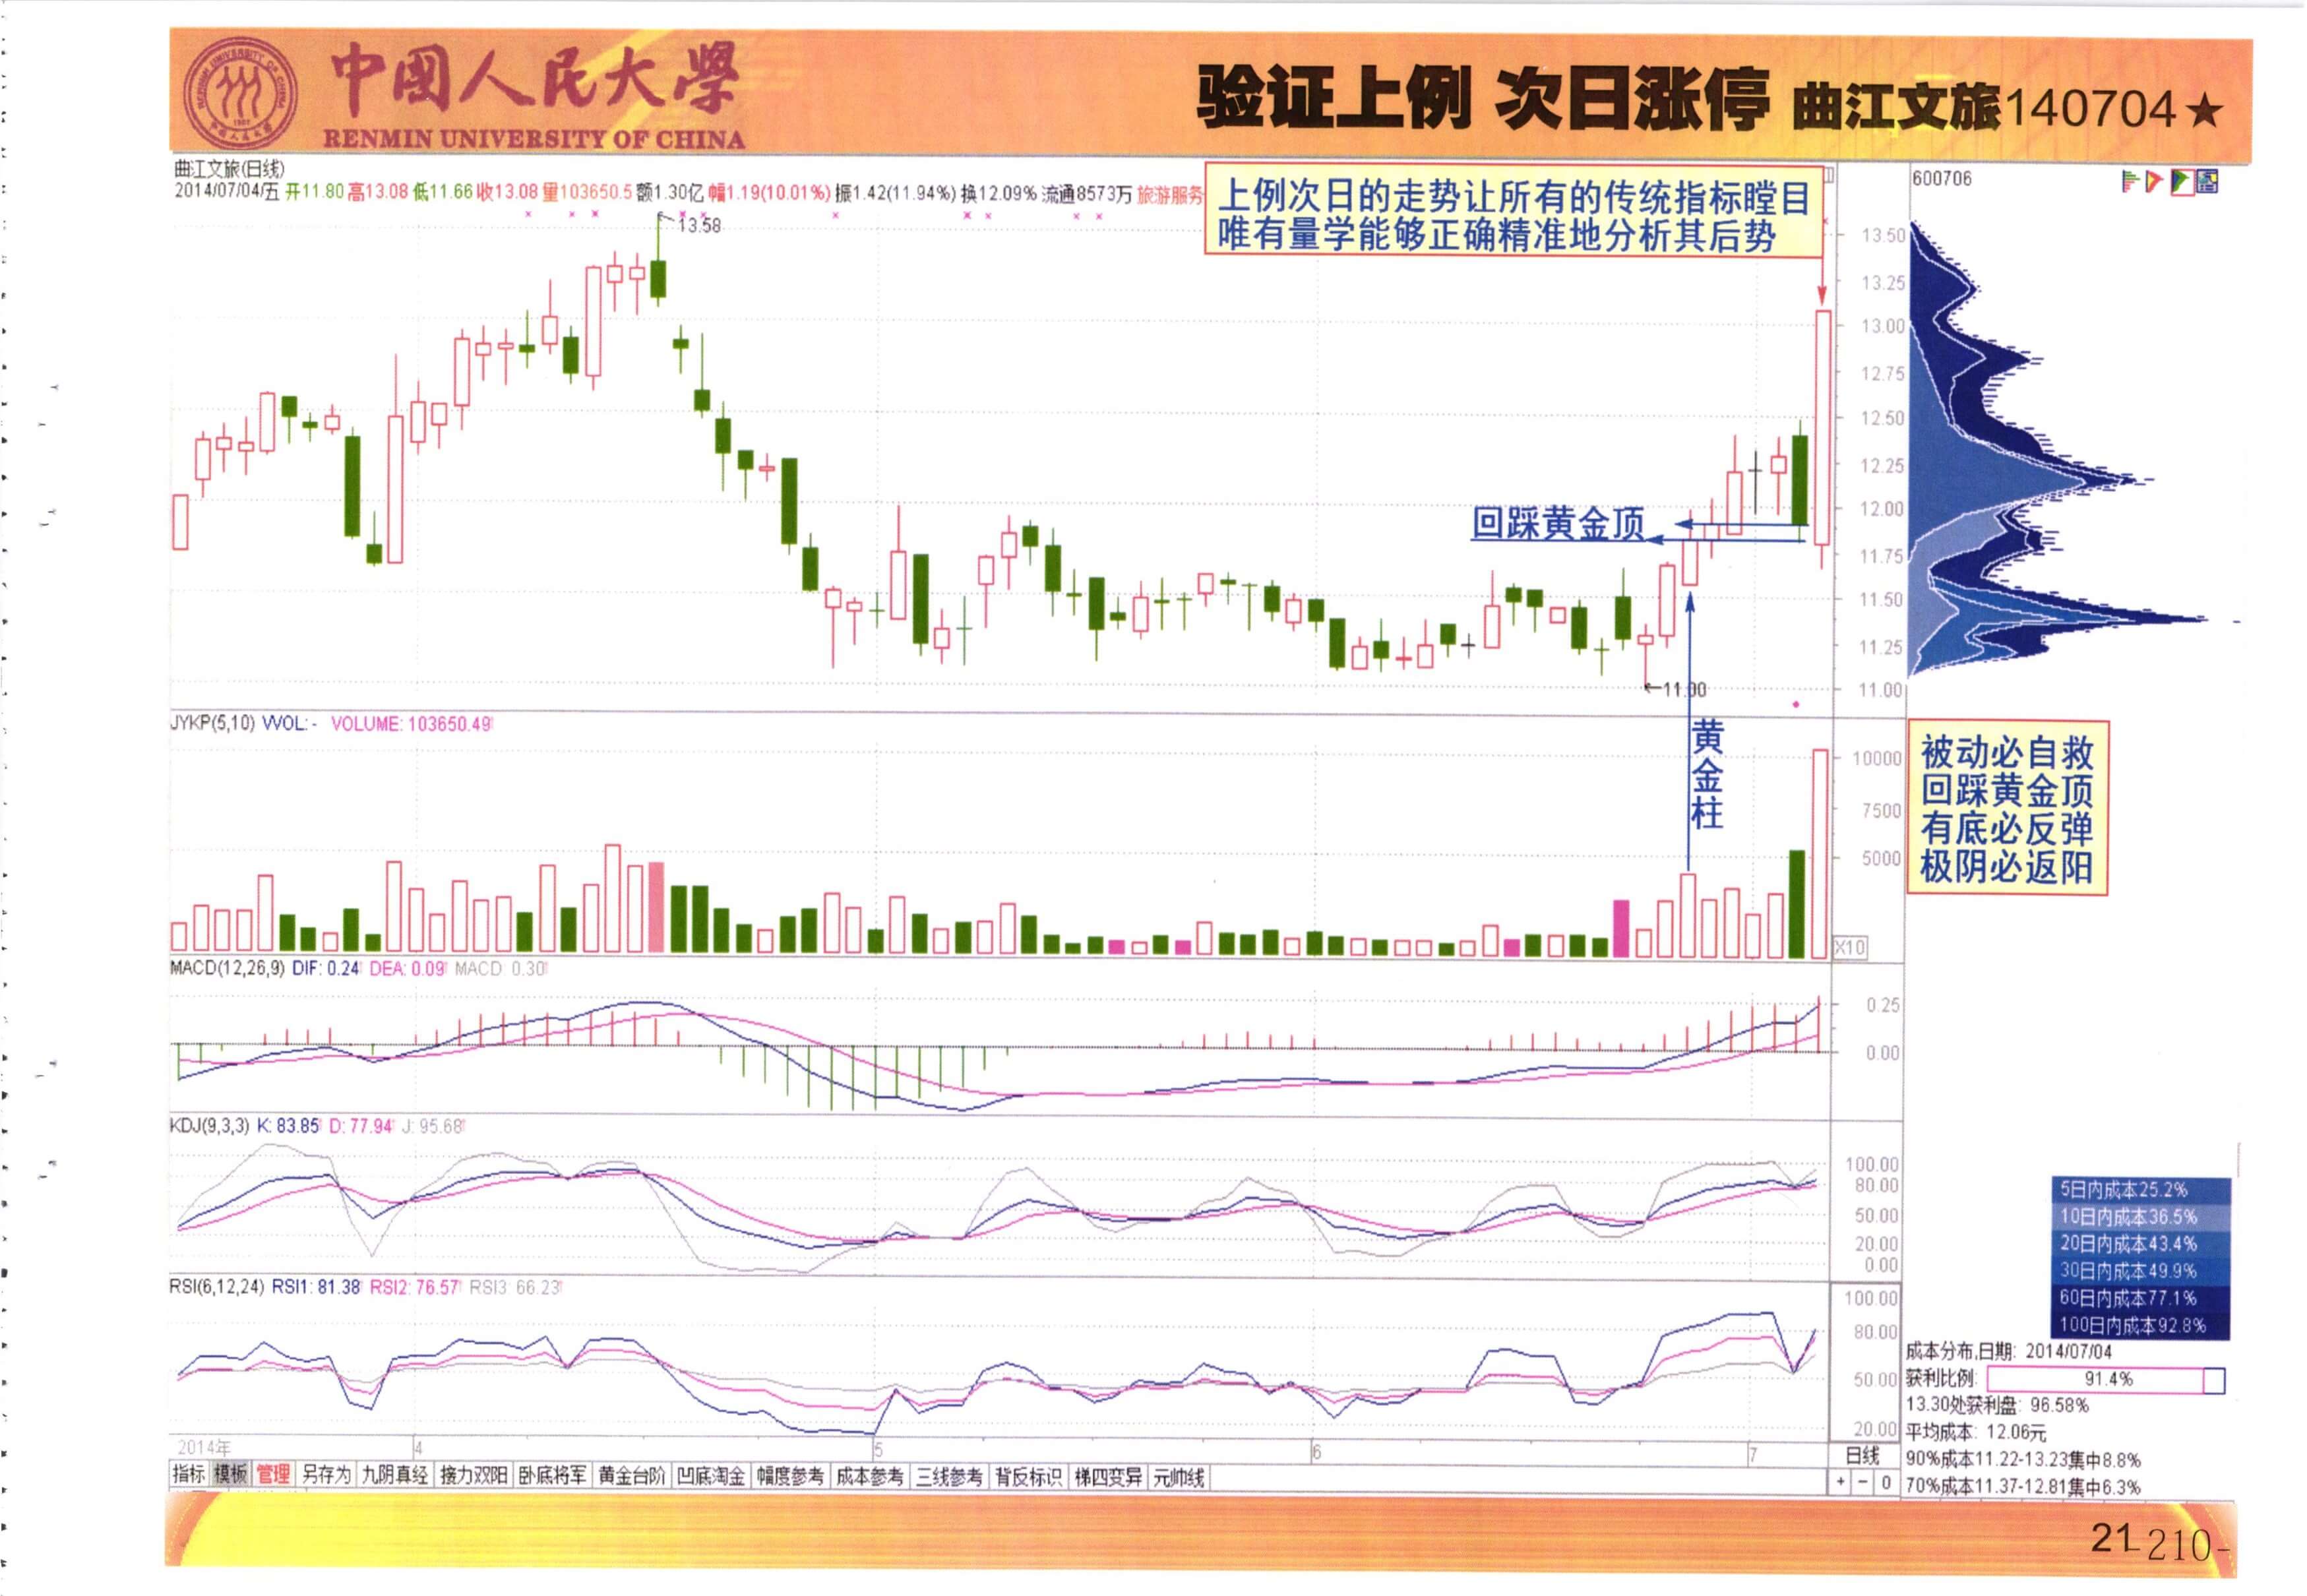 中國人民大學
RENMIN UNIVERSITY OF CHINA
验证上例 次日涨停 曲江文旅140704★
曲江文旅(日线)
2014/07/04/五 开11.80 高13.08 低11.66 收13.08 量103650.5 额1.30亿 幅1.19(10.01%) 振1.42(11.94%) 换12.09% 流通8573万 旅游服务
上例次日的走势让所有的传统指标瞠目
唯有量学能够正确精准地分析其后势
600706
13.58
13.50
13.25
13.00
12.75
12.50
12.25
12.00
11.75
11.50
11.25
11.00
回踩黄金顶
11.00
黄金柱
JYKP(5,10) VVOL: - VOLUME: 103650.49
10000
7500
5000
X10
被动必自救
回踩黄金顶
有底必反弹
极阴必返阳
MACD(12,26,9) DIF: 0.24 DEA: 0.09 MACD: 0.30
0.25
0.00
KDJ(9,3,3) K: 83.85 D: 77.94 J: 95.68
100.00
80.00
50.00
20.00
0.00
RSI(6,12,24) RSI1: 81.38 RSI2: 76.57 RSI3: 66.23
100.00
80.00
50.00
20.00
5日内成本25.2%
10日内成本36.5%
20日内成本43.4%
30日内成本49.9%
60日内成本77.1%
100日内成本92.8%
成本分布,日期: 2014/07/04
获利比例: 91.4%
13.30处获利盘: 96.58%
平均成本: 12.06元
90%成本11.22-13.23集中8.8%
70%成本11.37-12.81集中6.3%
2014年 4 5 6 7 日线
指标 模板 管理 另存为 九阴真经 接力双阳 卧底将军 黄金台阶 凹底淘金 幅度参考 成本参考 三线参考 背反标识 梯四变异 元帅线
+ - 0
21 -210-